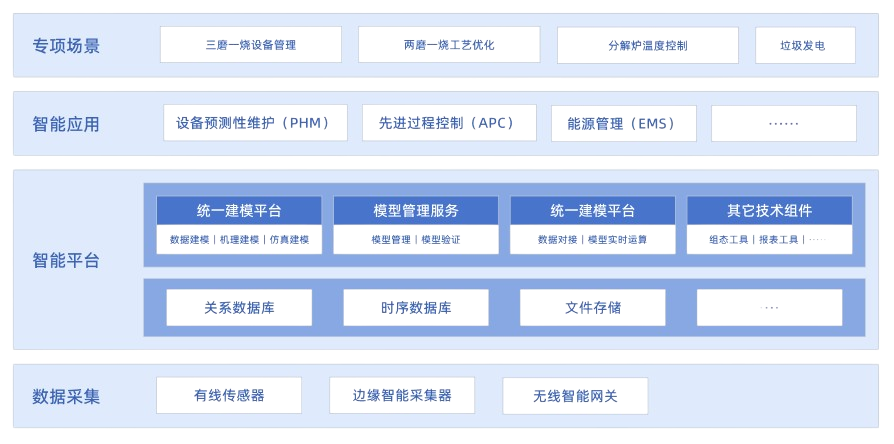 专项场景
三磨一烧设备管理
两磨一烧工艺优化
分解炉温度控制
垃圾发电
智能应用
设备预测性维护（PHM）
先进过程控制（APC）
能源管理（EMS）
······
智能平台
统一建模平台
数据建模 | 机理建模 | 仿真建模
模型管理服务
模型管理 | 模型验证
统一建模平台
数据对接 | 模型实时运算
其它技术组件
组态工具 | 报表工具 | ·····
关系数据库
时序数据库
文件存储
···
数据采集
有线传感器
边缘智能采集器
无线智能网关